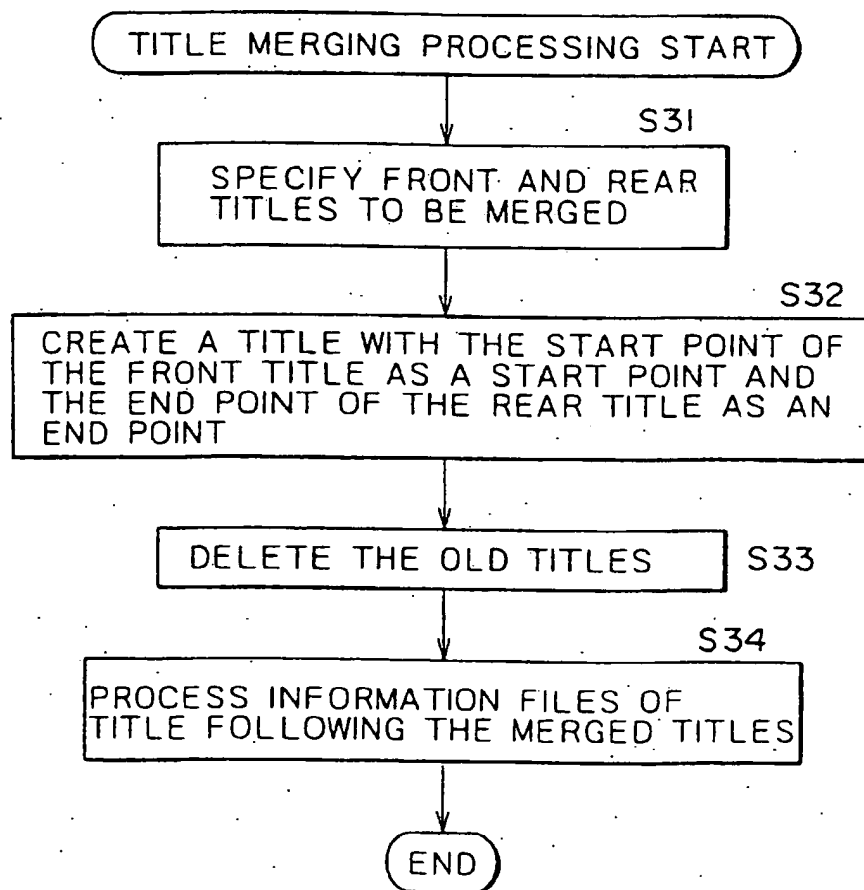 TITLE MERGING PROCESSING START
S31
SPECIFY FRONT AND REAR
TITLES TO BE MERGED
S32
CREATE A TITLE WITH THE START POINT OF
THE FRONT TITLE AS A START POINT AND
THE END POINT OF THE REAR TITLE AS AN
END POINT
DELETE THE OLD TITLES
S33
S34
PROCESS INFORMATION FILES OF
TITLE FOLLOWING THE MERGED TITLES
END